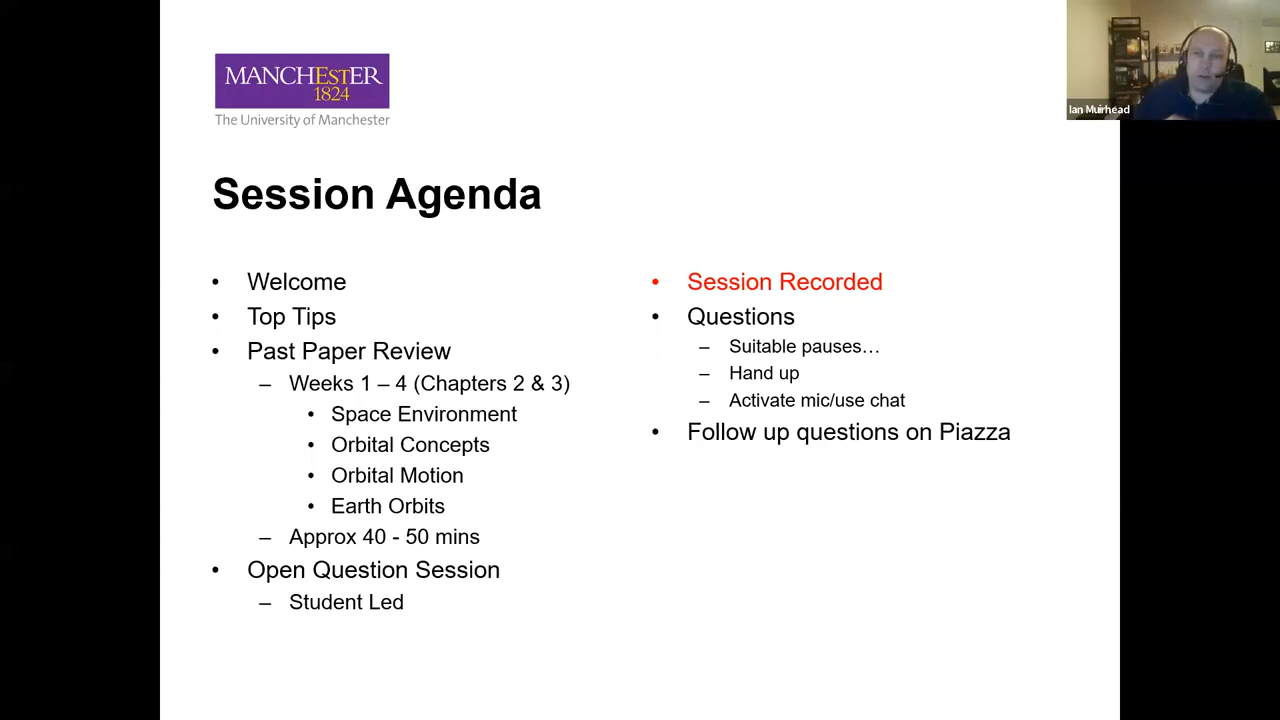 MANCHESTER
1824
The University of Manchester
Ian Muirhead
Session Agenda
• Welcome
• Top Tips
• Past Paper Review
– Weeks 1 – 4 (Chapters 2 & 3)
• Space Environment
• Orbital Concepts
• Orbital Motion
• Earth Orbits
– Approx 40 - 50 mins
• Open Question Session
– Student Led
• Session Recorded
• Questions
– Suitable pauses…
– Hand up
– Activate mic/use chat
• Follow up questions on Piazza